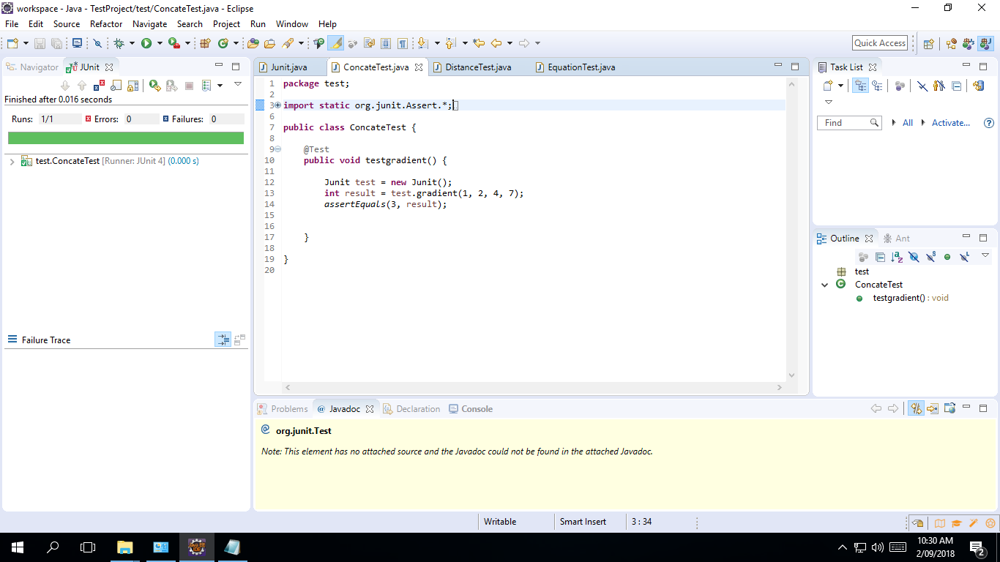 workspace - Java - TestProject/test/ConcateTest.java - Eclipse
File Edit Source Refactor Navigate Search Project Run Window Help
Quick Access
Navigator JUnit
Finished after 0.016 seconds
Runs: 1/1 Errors: 0 Failures: 0
test.ConcateTest [Runner: JUnit 4] (0.000 s)
Failure Trace
Junit.java ConcateTest.java DistanceTest.java EquationTest.java
1 package test;
2
3 import static org.junit.Assert.*;
6
7 public class ConcateTest {
8
9 @Test
10 public void testgradient() {
11
12 Junit test = new Junit();
13 int result = test.gradient(1, 2, 4, 7);
14 assertEquals(3, result);
15
16
17 }
18
19 }
20
Task List
Find All Activate...
Outline Ant
test
ConcateTest
testgradient() : void
Problems @ Javadoc Declaration Console
@ org.junit.Test
Note: This element has no attached source and the Javadoc could not be found in the attached Javadoc.
Writable Smart Insert 3 : 34
10:30 AM
2/09/2018
2